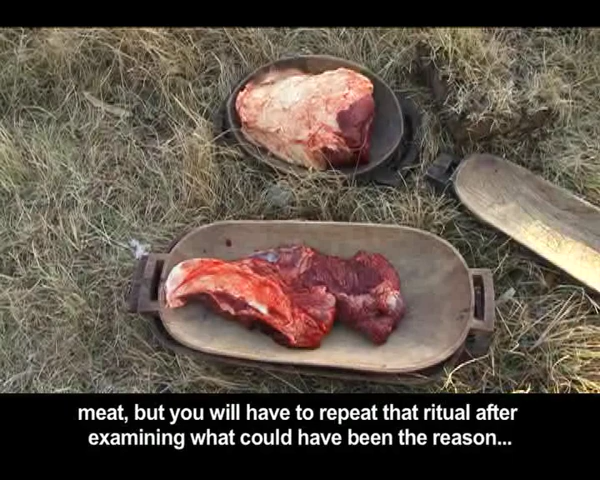 meat, but you will have to repeat that ritual after
examining what could have been the reason...